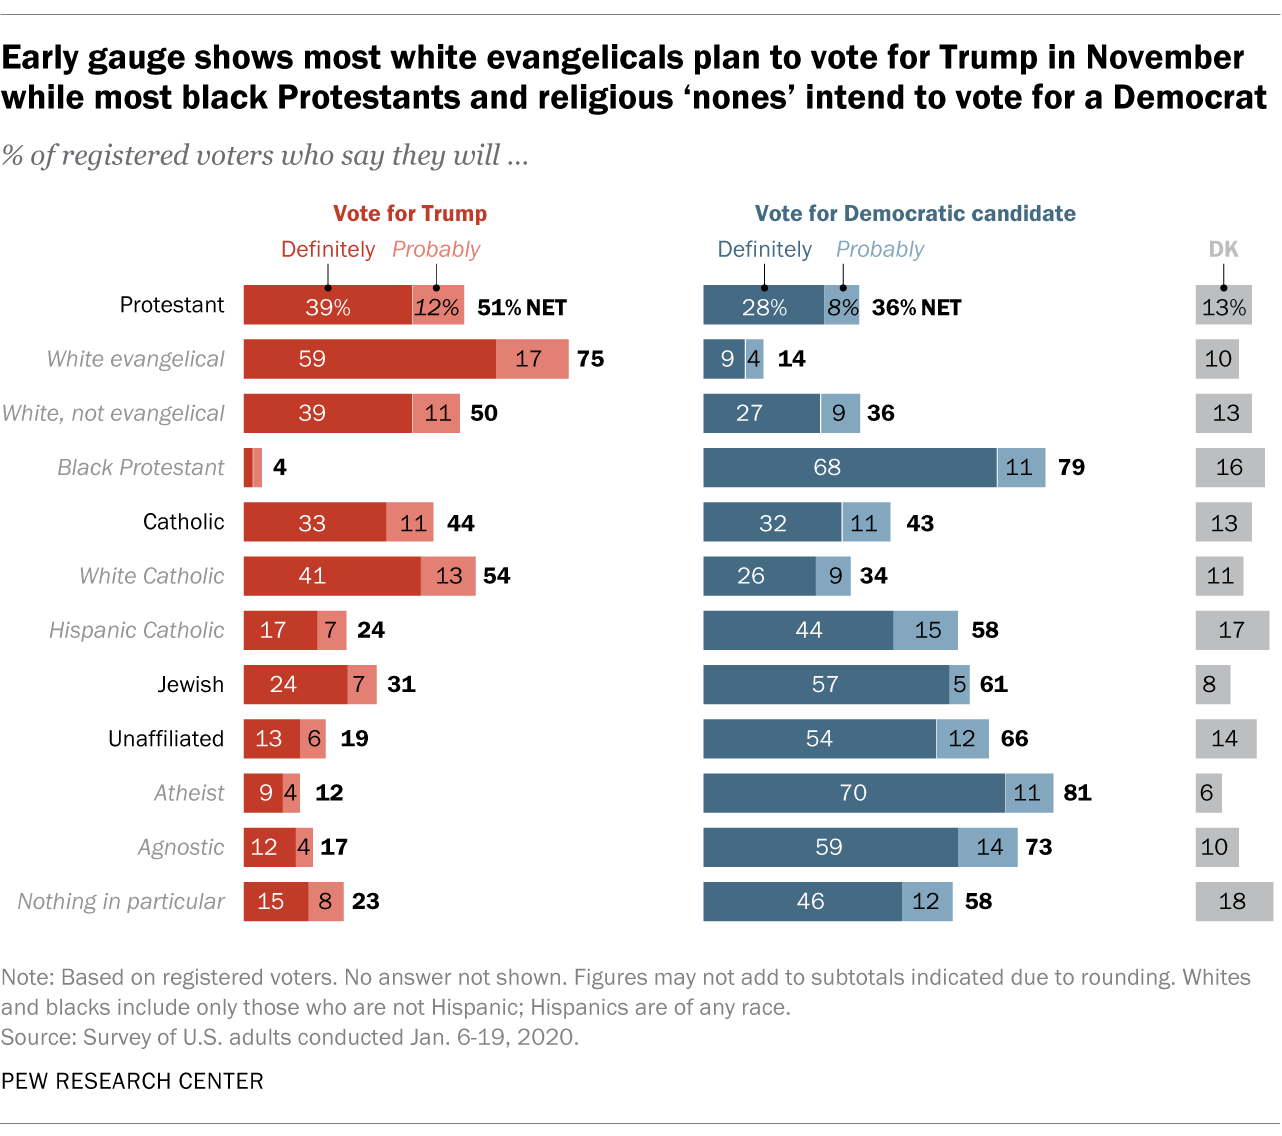 Early gauge shows most white evangelicals plan to vote for Trump in November
while most black Protestants and religious ‘nones’ intend to vote for a Democrat
% of registered voters who say they will ...
Vote for Trump Vote for Democratic candidate
Definitely Probably Definitely Probably DK
Protestant 39% 12% 51% NET 28% 8% 36% NET 13%
White evangelical 59 17 75 9 4 14 10
White, not evangelical 39 11 50 27 9 36 13
Black Protestant 4 68 11 79 16
Catholic 33 11 44 32 11 43 13
White Catholic 41 13 54 26 9 34 11
Hispanic Catholic 17 7 24 44 15 58 17
Jewish 24 7 31 57 5 61 8
Unaffiliated 13 6 19 54 12 66 14
Atheist 9 4 12 70 11 81 6
Agnostic 12 4 17 59 14 73 10
Nothing in particular 15 8 23 46 12 58 18
Note: Based on registered voters. No answer not shown. Figures may not add to subtotals indicated due to rounding. Whites
and blacks include only those who are not Hispanic; Hispanics are of any race.
Source: Survey of U.S. adults conducted Jan. 6-19, 2020.
PEW RESEARCH CENTER